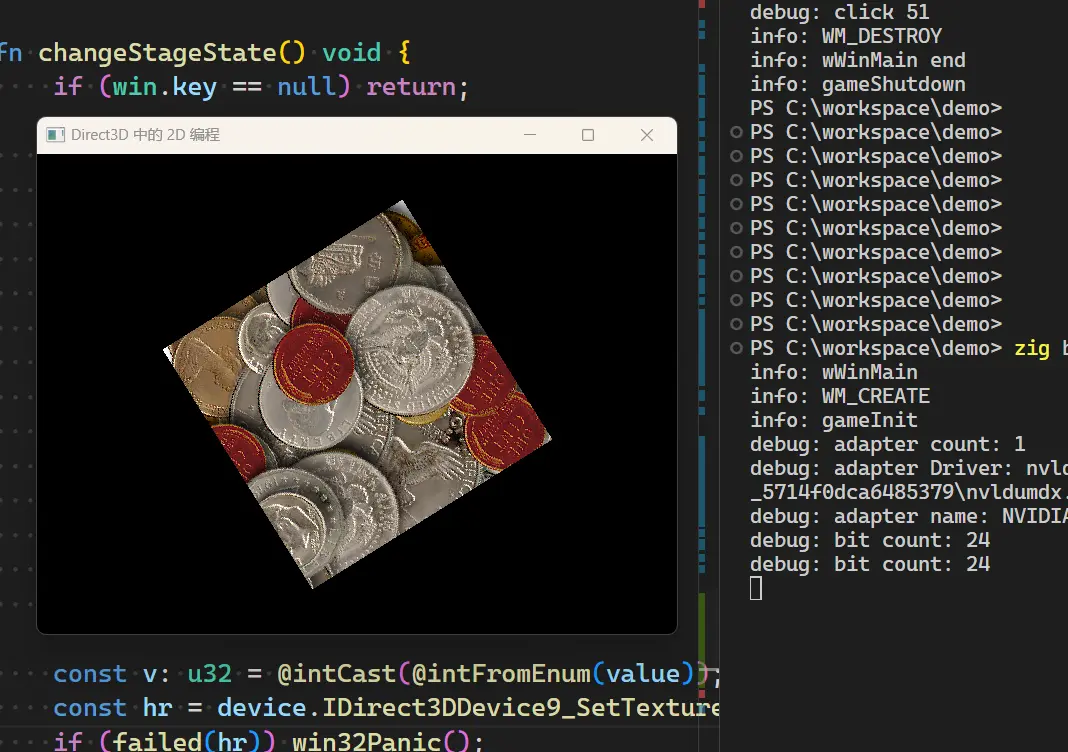 fn changeStageState() void {
if (win.key == null) return;
Direct3D 中的 2D 编程
const v: u32 = @intCast(@intFromEnum(value));
const hr = device.IDirect3DDevice9_SetTexture
if (failed(hr)) win32Panic();
debug: click 51
info: WM_DESTROY
info: wWinMain end
info: gameShutdown
PS C:\workspace\demo>
PS C:\workspace\demo>
PS C:\workspace\demo>
PS C:\workspace\demo>
PS C:\workspace\demo>
PS C:\workspace\demo>
PS C:\workspace\demo>
PS C:\workspace\demo>
PS C:\workspace\demo>
PS C:\workspace\demo>
PS C:\workspace\demo> zig b
info: wWinMain
info: WM_CREATE
info: gameInit
debug: adapter count: 1
debug: adapter Driver: nvld
_5714f0dca6485379\nvldumdx.
debug: adapter name: NVIDIA
debug: bit count: 24
debug: bit count: 24